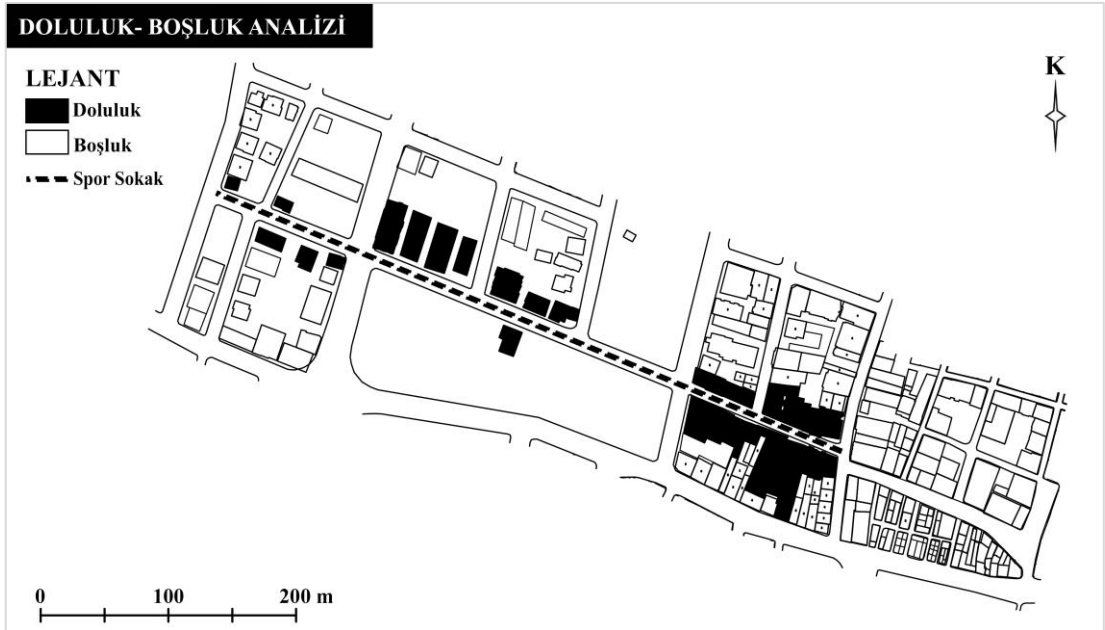 DOLULUK- BOŞLUK ANALİZİ
LEJANT
Doluluk
Boşluk
Spor Sokak
K
0 100 200 m